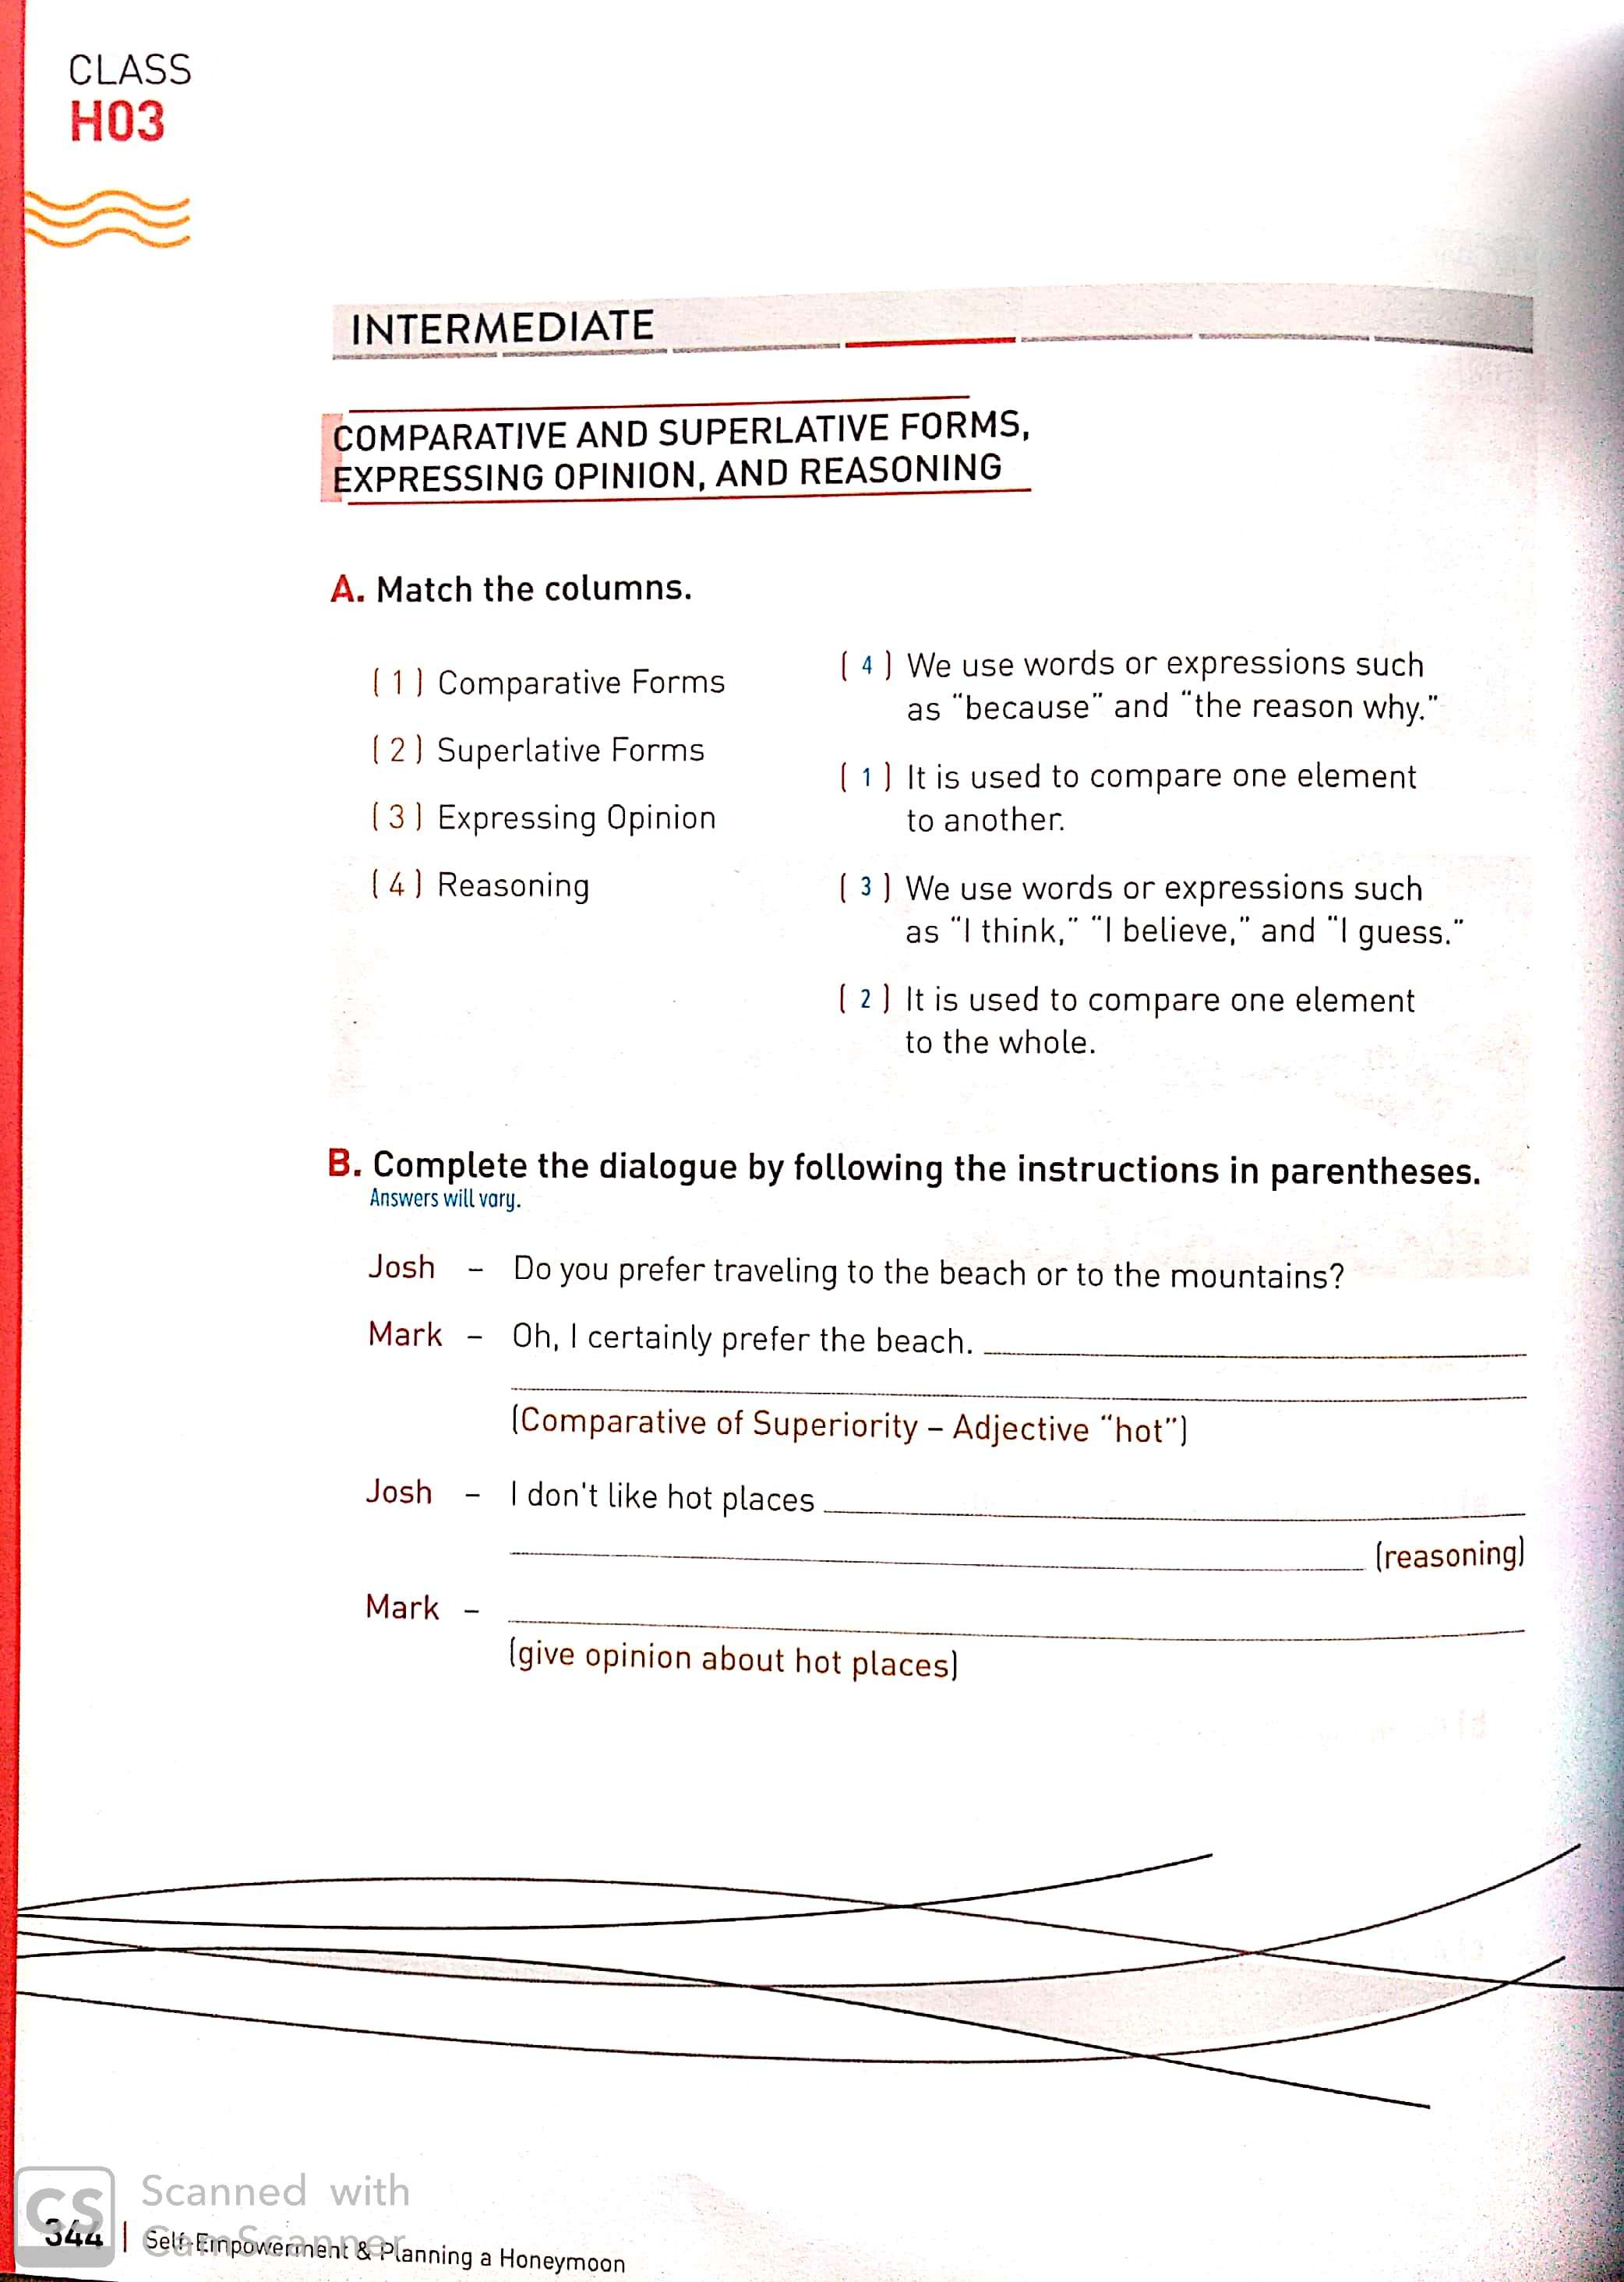 CLASS
H03
INTERMEDIATE
COMPARATIVE AND SUPERLATIVE FORMS,
EXPRESSING OPINION, AND REASONING
A. Match the columns.
( 1 ) Comparative Forms
( 2 ) Superlative Forms
( 3 ) Expressing Opinion
( 4 ) Reasoning
( 4 ) We use words or expressions such
as "because" and "the reason why."
( 1 ) It is used to compare one element
to another.
( 3 ) We use words or expressions such
as "I think," "I believe," and "I guess."
( 2 ) It is used to compare one element
to the whole.
B. Complete the dialogue by following the instructions in parentheses.
Answers will vary.
Josh – Do you prefer traveling to the beach or to the mountains?
Mark – Oh, I certainly prefer the beach.
(Comparative of Superiority – Adjective "hot")
Josh – I don't like hot places
(reasoning)
Mark –
(give opinion about hot places)
CS
Scanned with
CamScanner
344 | Self-Empowerment & Planning a Honeymoon